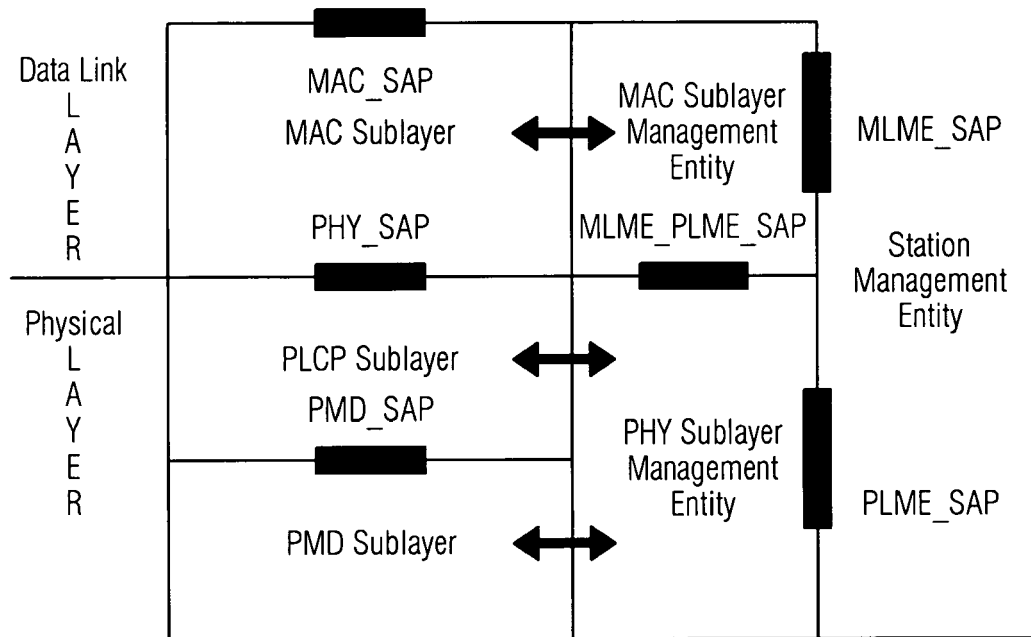 Data Link
L
A
Y
E
R
MAC_SAP
MAC Sublayer
MAC Sublayer
Management
Entity
MLME_SAP
PHY_SAP
MLME_PLME_SAP
Station
Management
Entity
Physical
L
A
Y
E
R
PLCP Sublayer
PMD_SAP
PHY Sublayer
Management
Entity
PLME_SAP
PMD Sublayer